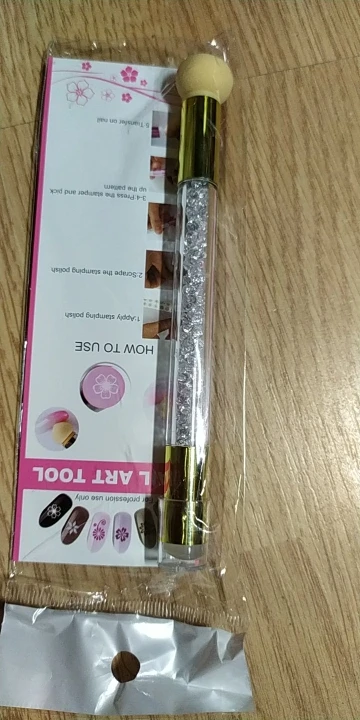 For profession use only
ART TOOL
HOW TO USE
1.Apply stamping polish
2.Scrape the stamping polish
3-4.Press the stamper and pick
up the pattern
5.Transfer on nail